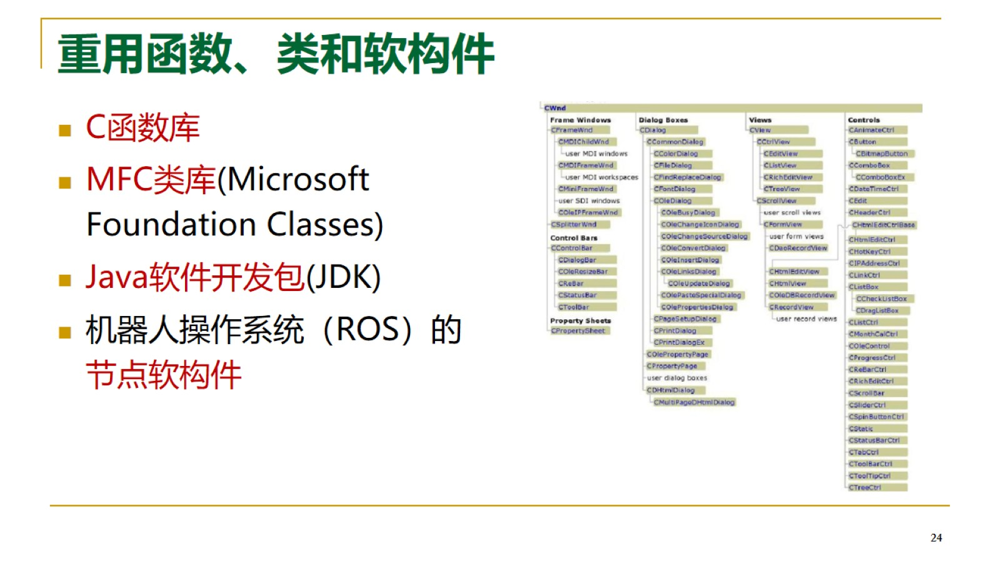 重用函数、类和软构件
C函数库
MFC类库(Microsoft
Foundation Classes)
Java软件开发包(JDK)
机器人操作系统（ROS）的
节点软构件
CWnd
Frame Windows
CFrameWnd
CMDIChildWnd
user MDI windows
CMDIFrameWnd
user MDI workspaces
CMiniFrameWnd
user SDI windows
COleIPFrameWnd
CSplitterWnd
Control Bars
CControlBar
CDialogBar
COleResizeBar
CReBar
CStatusBar
CToolBar
Property Sheets
CPropertySheet
Dialog Boxes
CDialog
CCommonDialog
CColorDialog
CFileDialog
CFindReplaceDialog
CFontDialog
COleDialog
COleBusyDialog
COleChangeIconDialog
COleChangeSourceDialog
COleConvertDialog
COleInsertDialog
COleLinksDialog
COleUpdateDialog
COlePasteSpecialDialog
COlePropertiesDialog
CPageSetupDialog
CPrintDialog
CPrintDialogEx
COlePropertyPage
CPropertyPage
user dialog boxes
CDHtmlDialog
CMultiPageDHtmlDialog
Views
CView
CCtrlView
CEditView
CListView
CRichEditView
CTreeView
CScrollView
user scroll views
CFormView
user form views
CDaoRecordView
CHtmlEditView
CHtmlView
COleDBRecordView
CRecordView
user record views
Controls
CAnimateCtrl
CButton
CBitmapButton
CComboBox
CComboBoxEx
CDateTimeCtrl
CEdit
CHeaderCtrl
CHtmlEditCtrlBase
CHtmlEditCtrl
CHotKeyCtrl
CIPAddressCtrl
CLinkCtrl
CListBox
CCheckListBox
CDragListBox
CListCtrl
CMonthCalCtrl
COleControl
CProgressCtrl
CReBarCtrl
CRichEditCtrl
CScrollBar
CSliderCtrl
CSpinButtonCtrl
CStatic
CStatusBarCtrl
CTabCtrl
CToolBarCtrl
CToolTipCtrl
CTreeCtrl
24